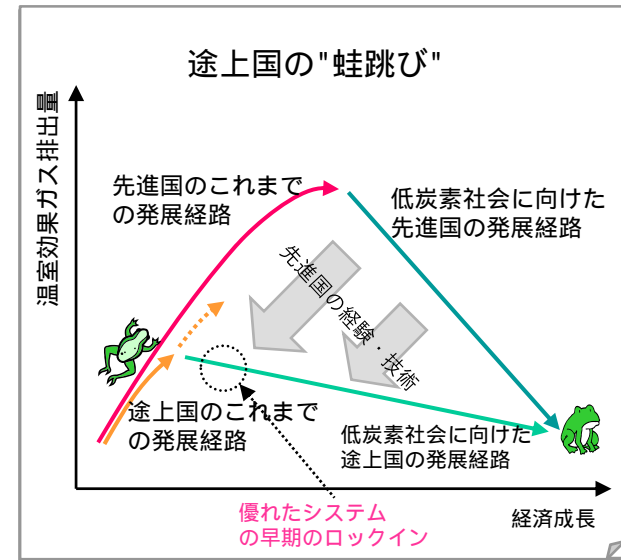 途上国の"蛙跳び"
温室効果ガス排出量
先進国のこれまで
の発展経路
低炭素社会に向けた
先進国の発展経路
先進国の経験・技術
途上国のこれまで
の発展経路
低炭素社会に向けた
途上国の発展経路
優れたシステム
の早期のロックイン
経済成長